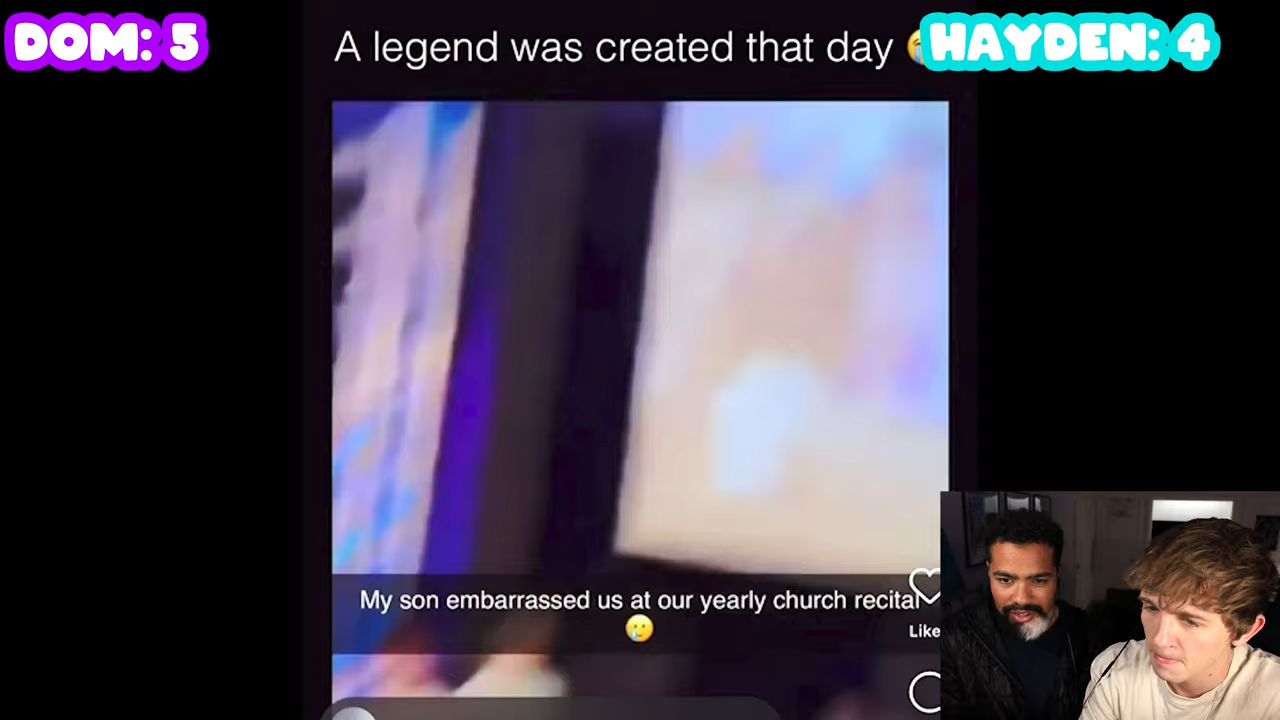 DOM: 5
HAYDEN: 4
A legend was created that day
My son embarrassed us at our yearly church recital
🥲
Like